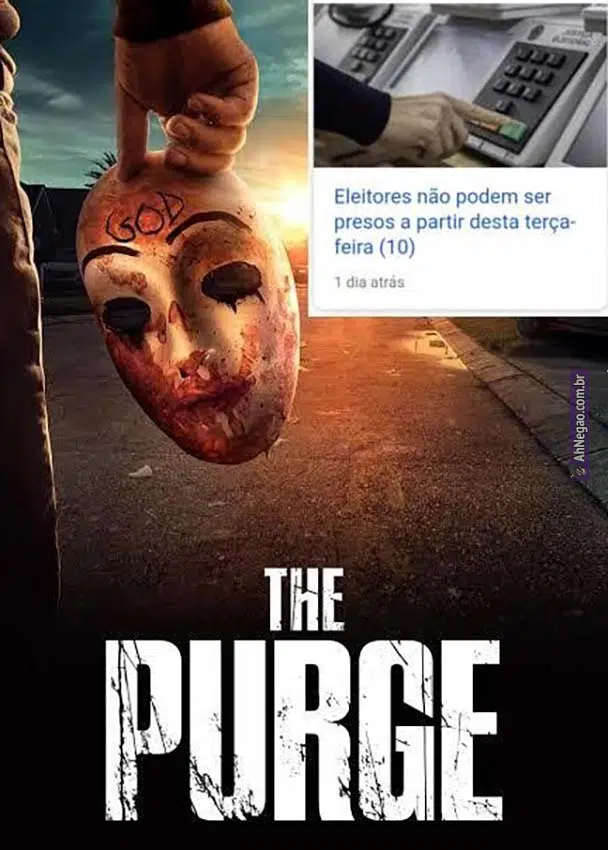 Eleitores não podem ser
presos a partir desta terça-
feira (10)
1 dia atrás
GOD
AhNegao.com.br
THE
PURGE